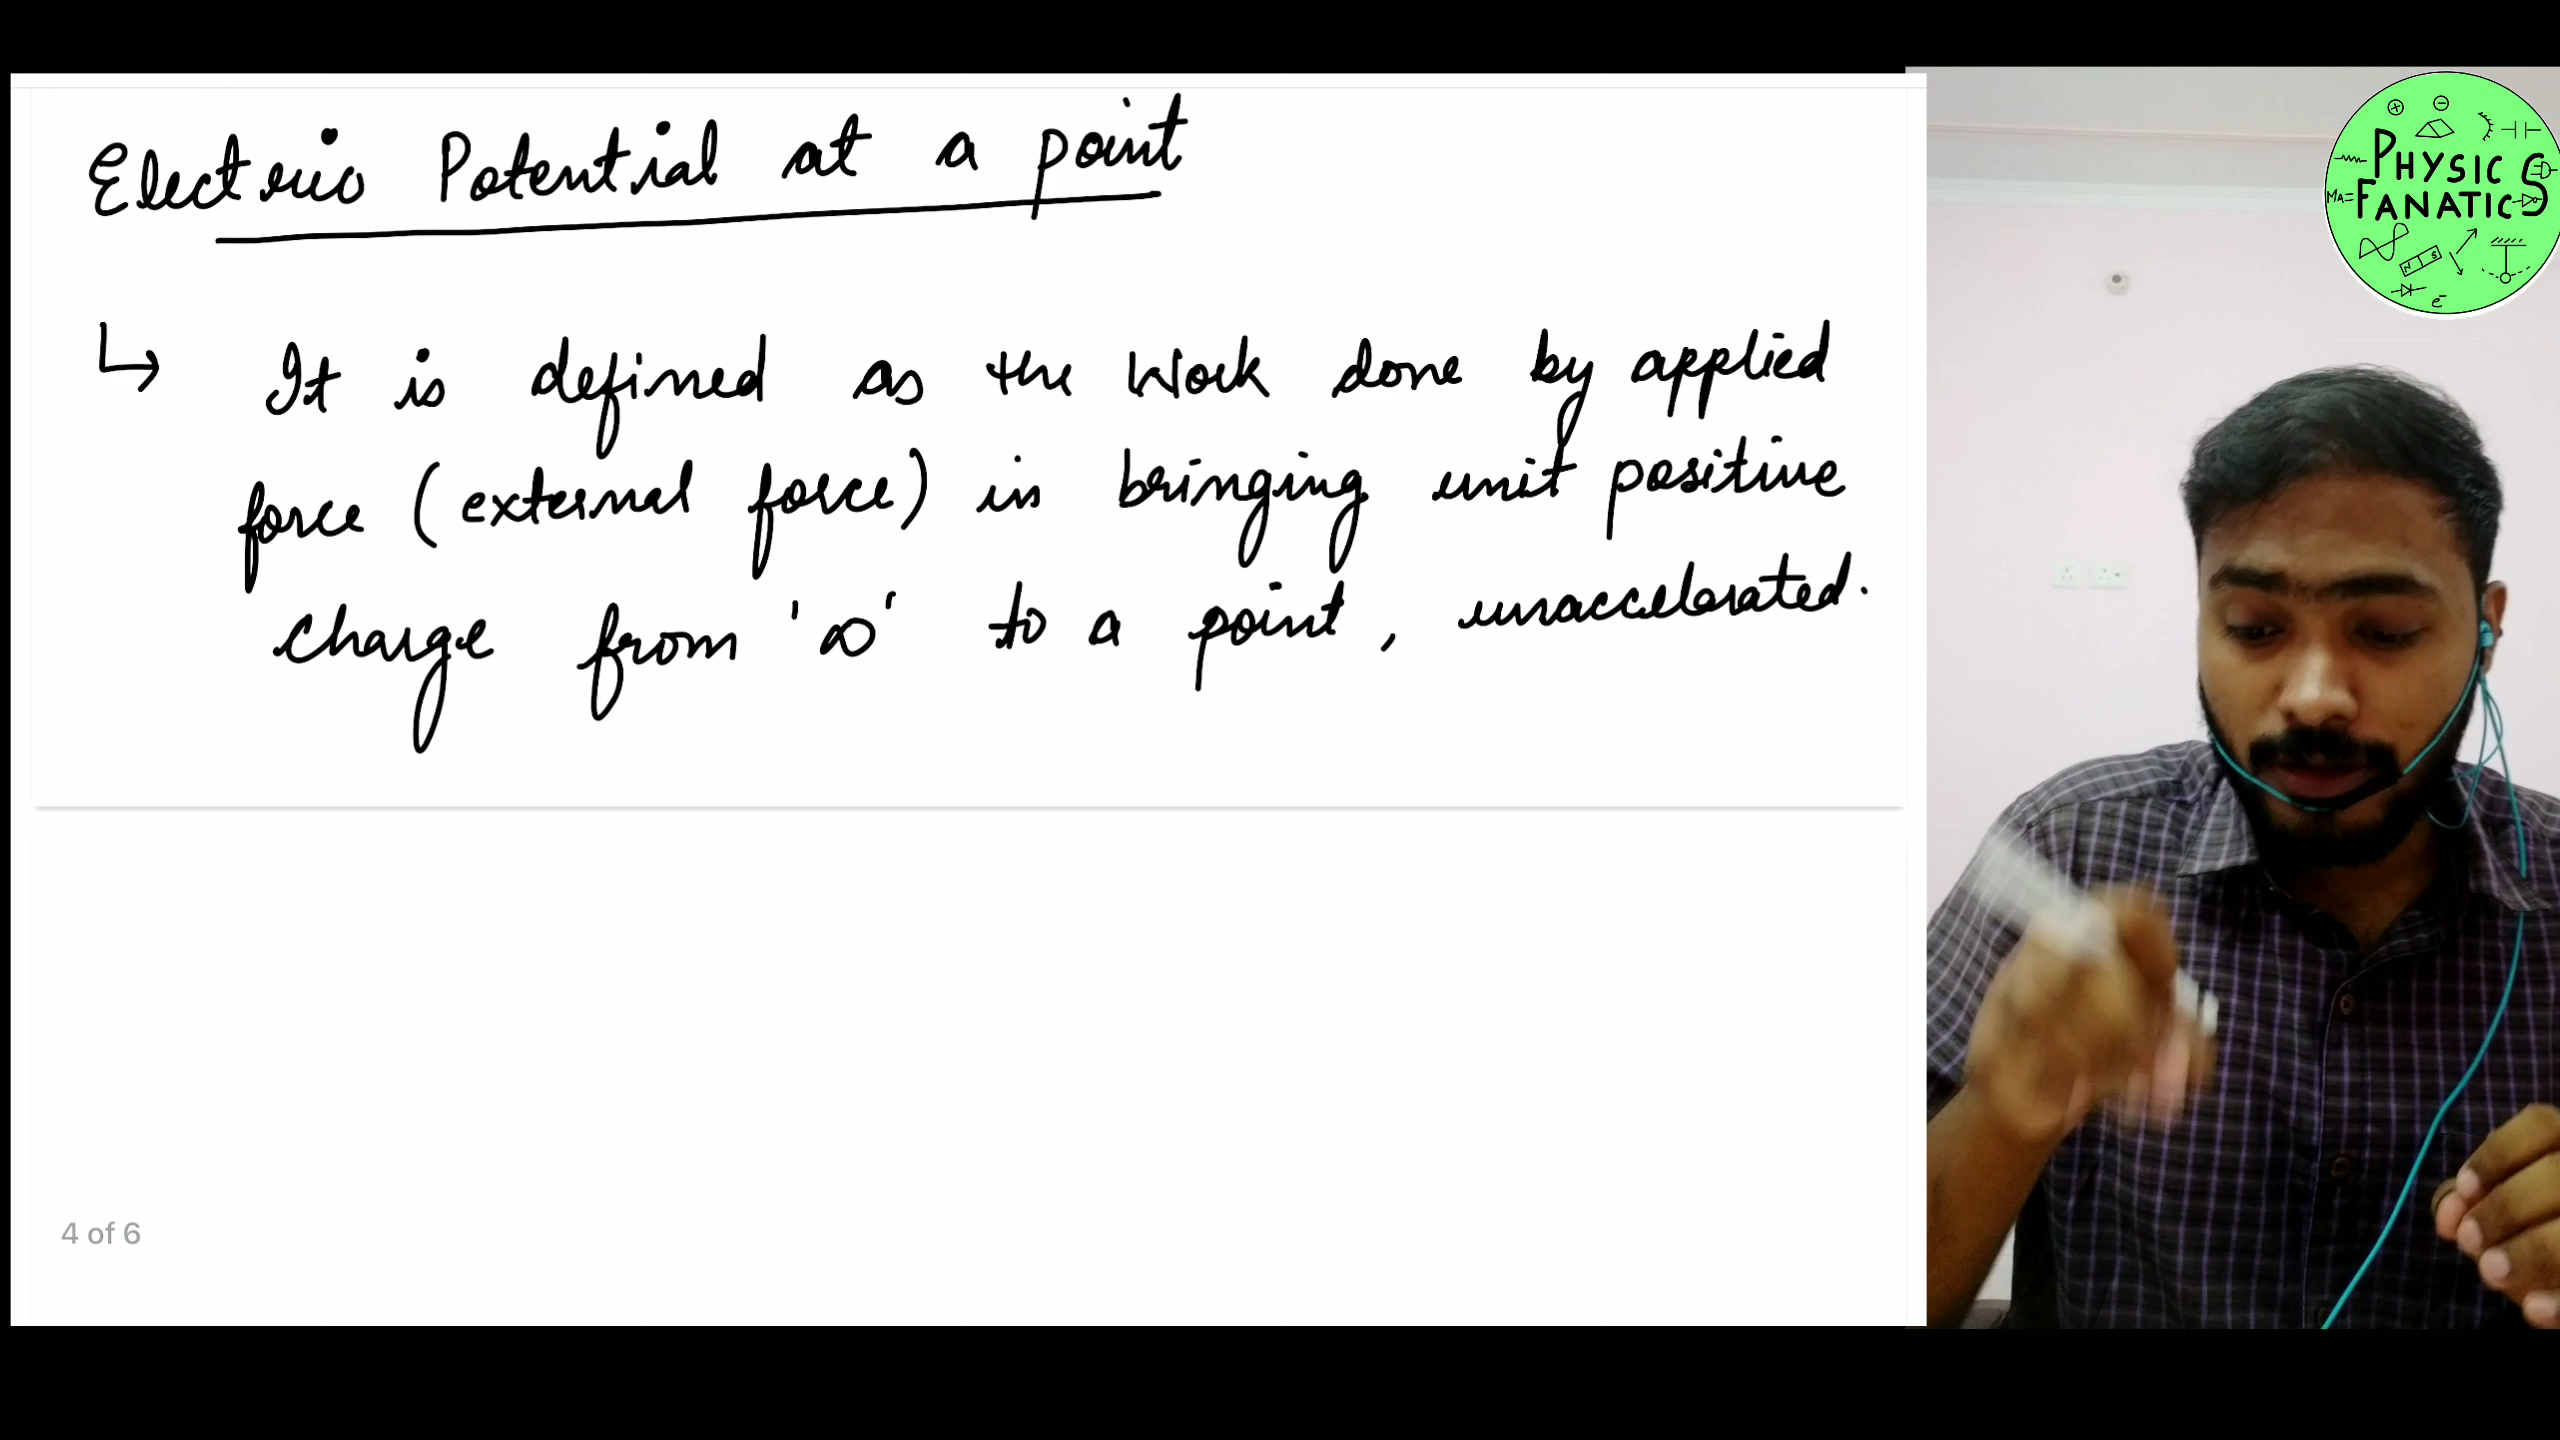 Electric Potential at a point
↳ It is defined as the Work done by applied
force (external force) in bringing unit positive
charge from '∞' to a point, unaccelerated.
4 of 6
PHYSICS
MA= FANATICS
N S
e⁻